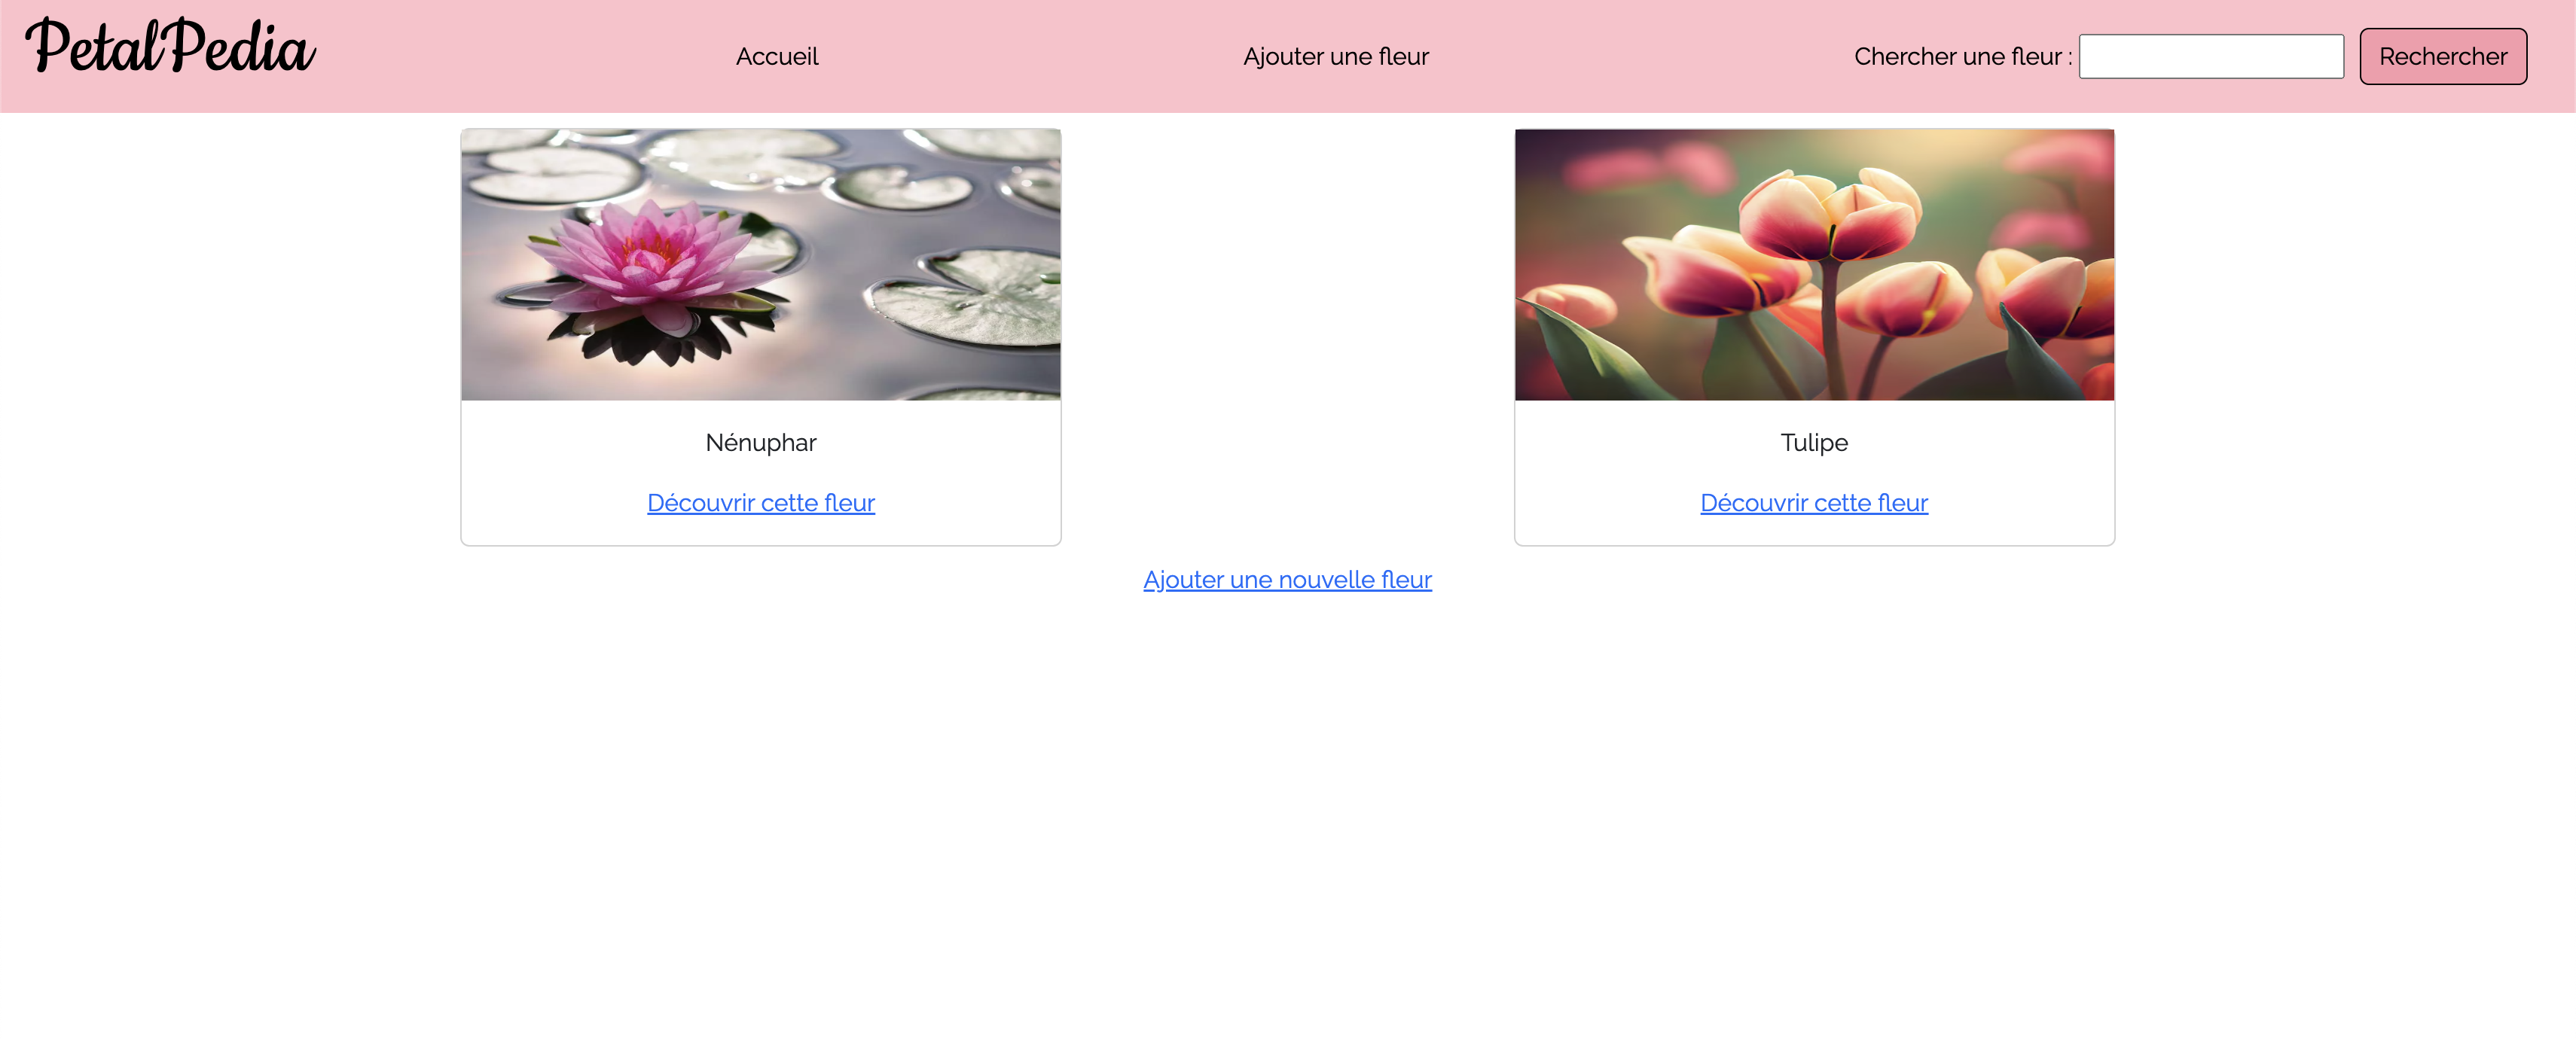 PetalPedia
Accueil
Ajouter une fleur
Chercher une fleur :
Rechercher
Nénuphar
Découvrir cette fleur
Tulipe
Découvrir cette fleur
Ajouter une nouvelle fleur